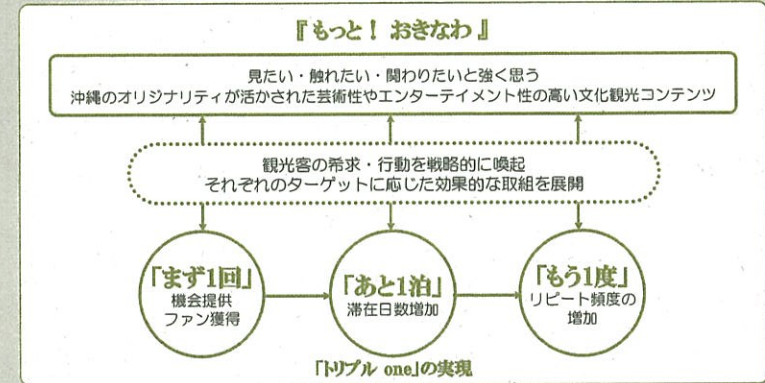 『もっと! おきなわ』
見たい・触れたい・関わりたいと強く思う
沖縄のオリジナリティが活かされた芸術性やエンターテイメント性の高い文化観光コンテンツ
観光客の希求・行動を戦略的に喚起
それぞれのターゲットに応じた効果的な取組を展開
「まず1回」
機会提供
ファン獲得
「あと1泊」
滞在日数増加
「もう1度」
リピート頻度の
増加
「トリプル one」の実現